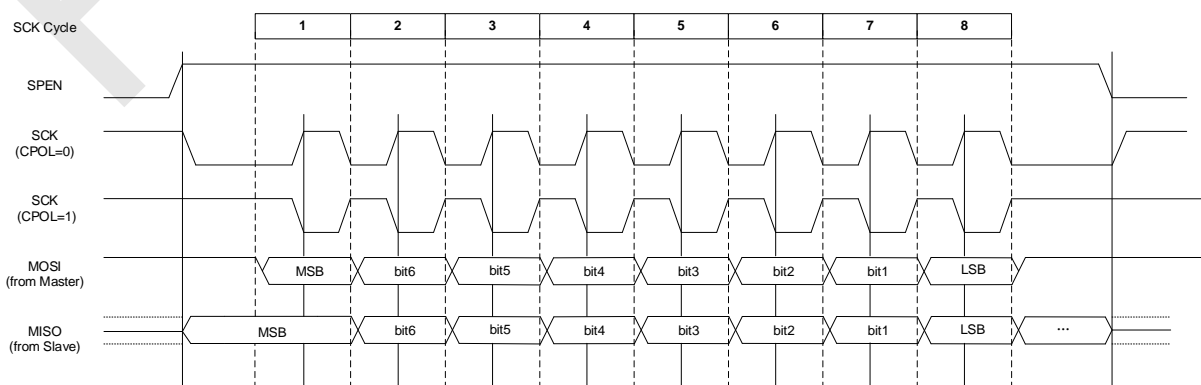 SCK Cycle 1 2 3 4 5 6 7 8
SPEN
SCK
(CPOL=0)
SCK
(CPOL=1)
MOSI
(from Master)
MSB bit6 bit5 bit4 bit3 bit2 bit1 LSB
MISO
(from Slave)
MSB bit6 bit5 bit4 bit3 bit2 bit1 LSB ...